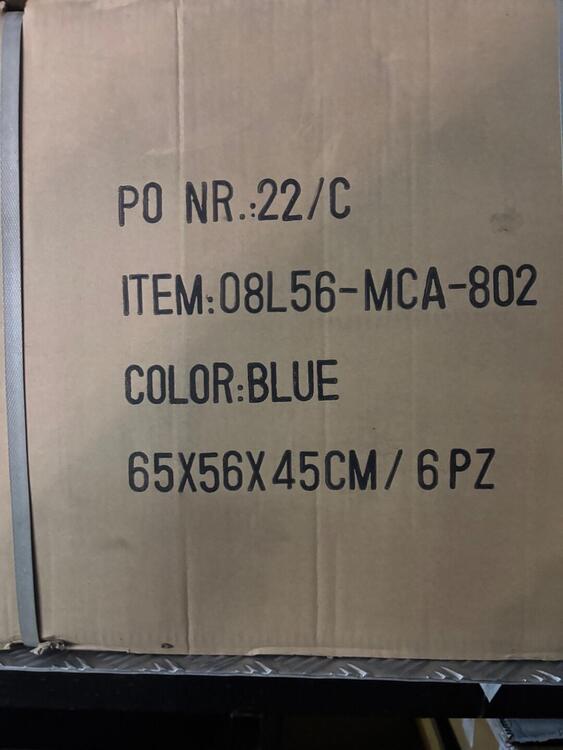 PO NR.:22/C
ITEM:08L56-MCA-802
COLOR:BLUE
65X56X45CM/6PZ